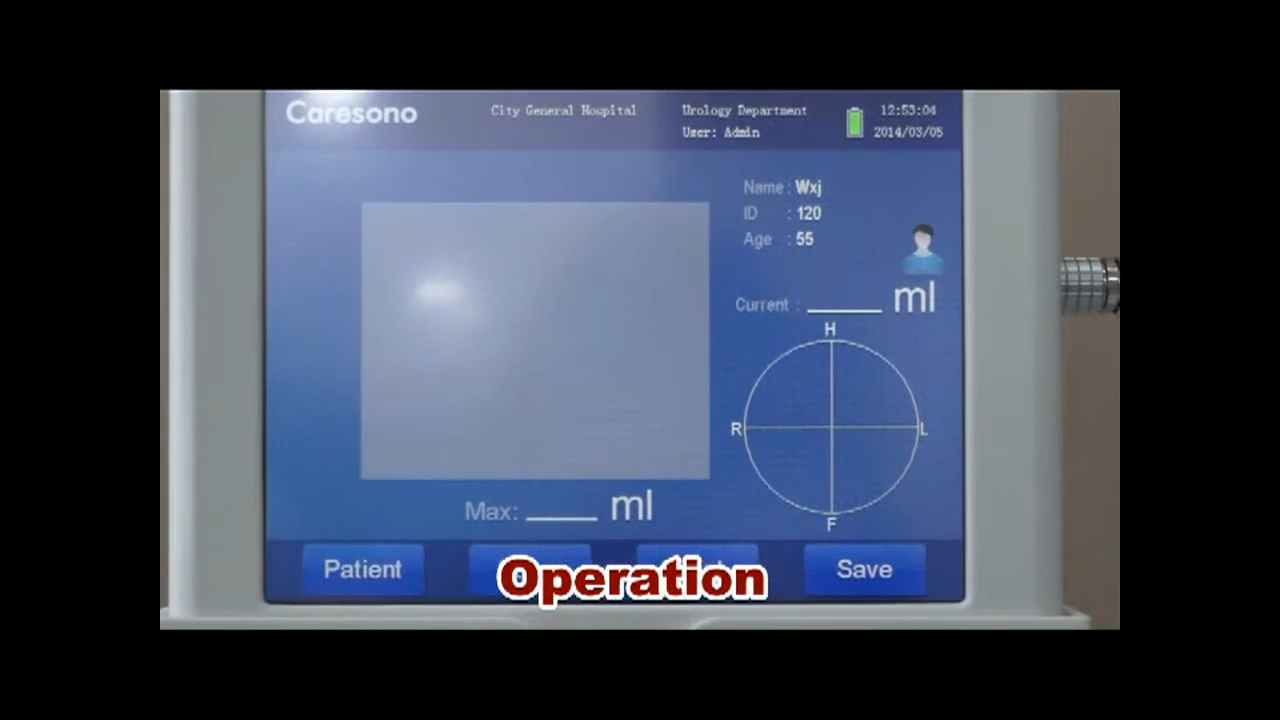 Caresono
City General Hospital
Urology Department
User: Admin
12:53:04
2014/03/05
Name : Wxj
ID : 120
Age : 55
Current : ml
H
R L
F
Max: ml
Patient
Save
Operation